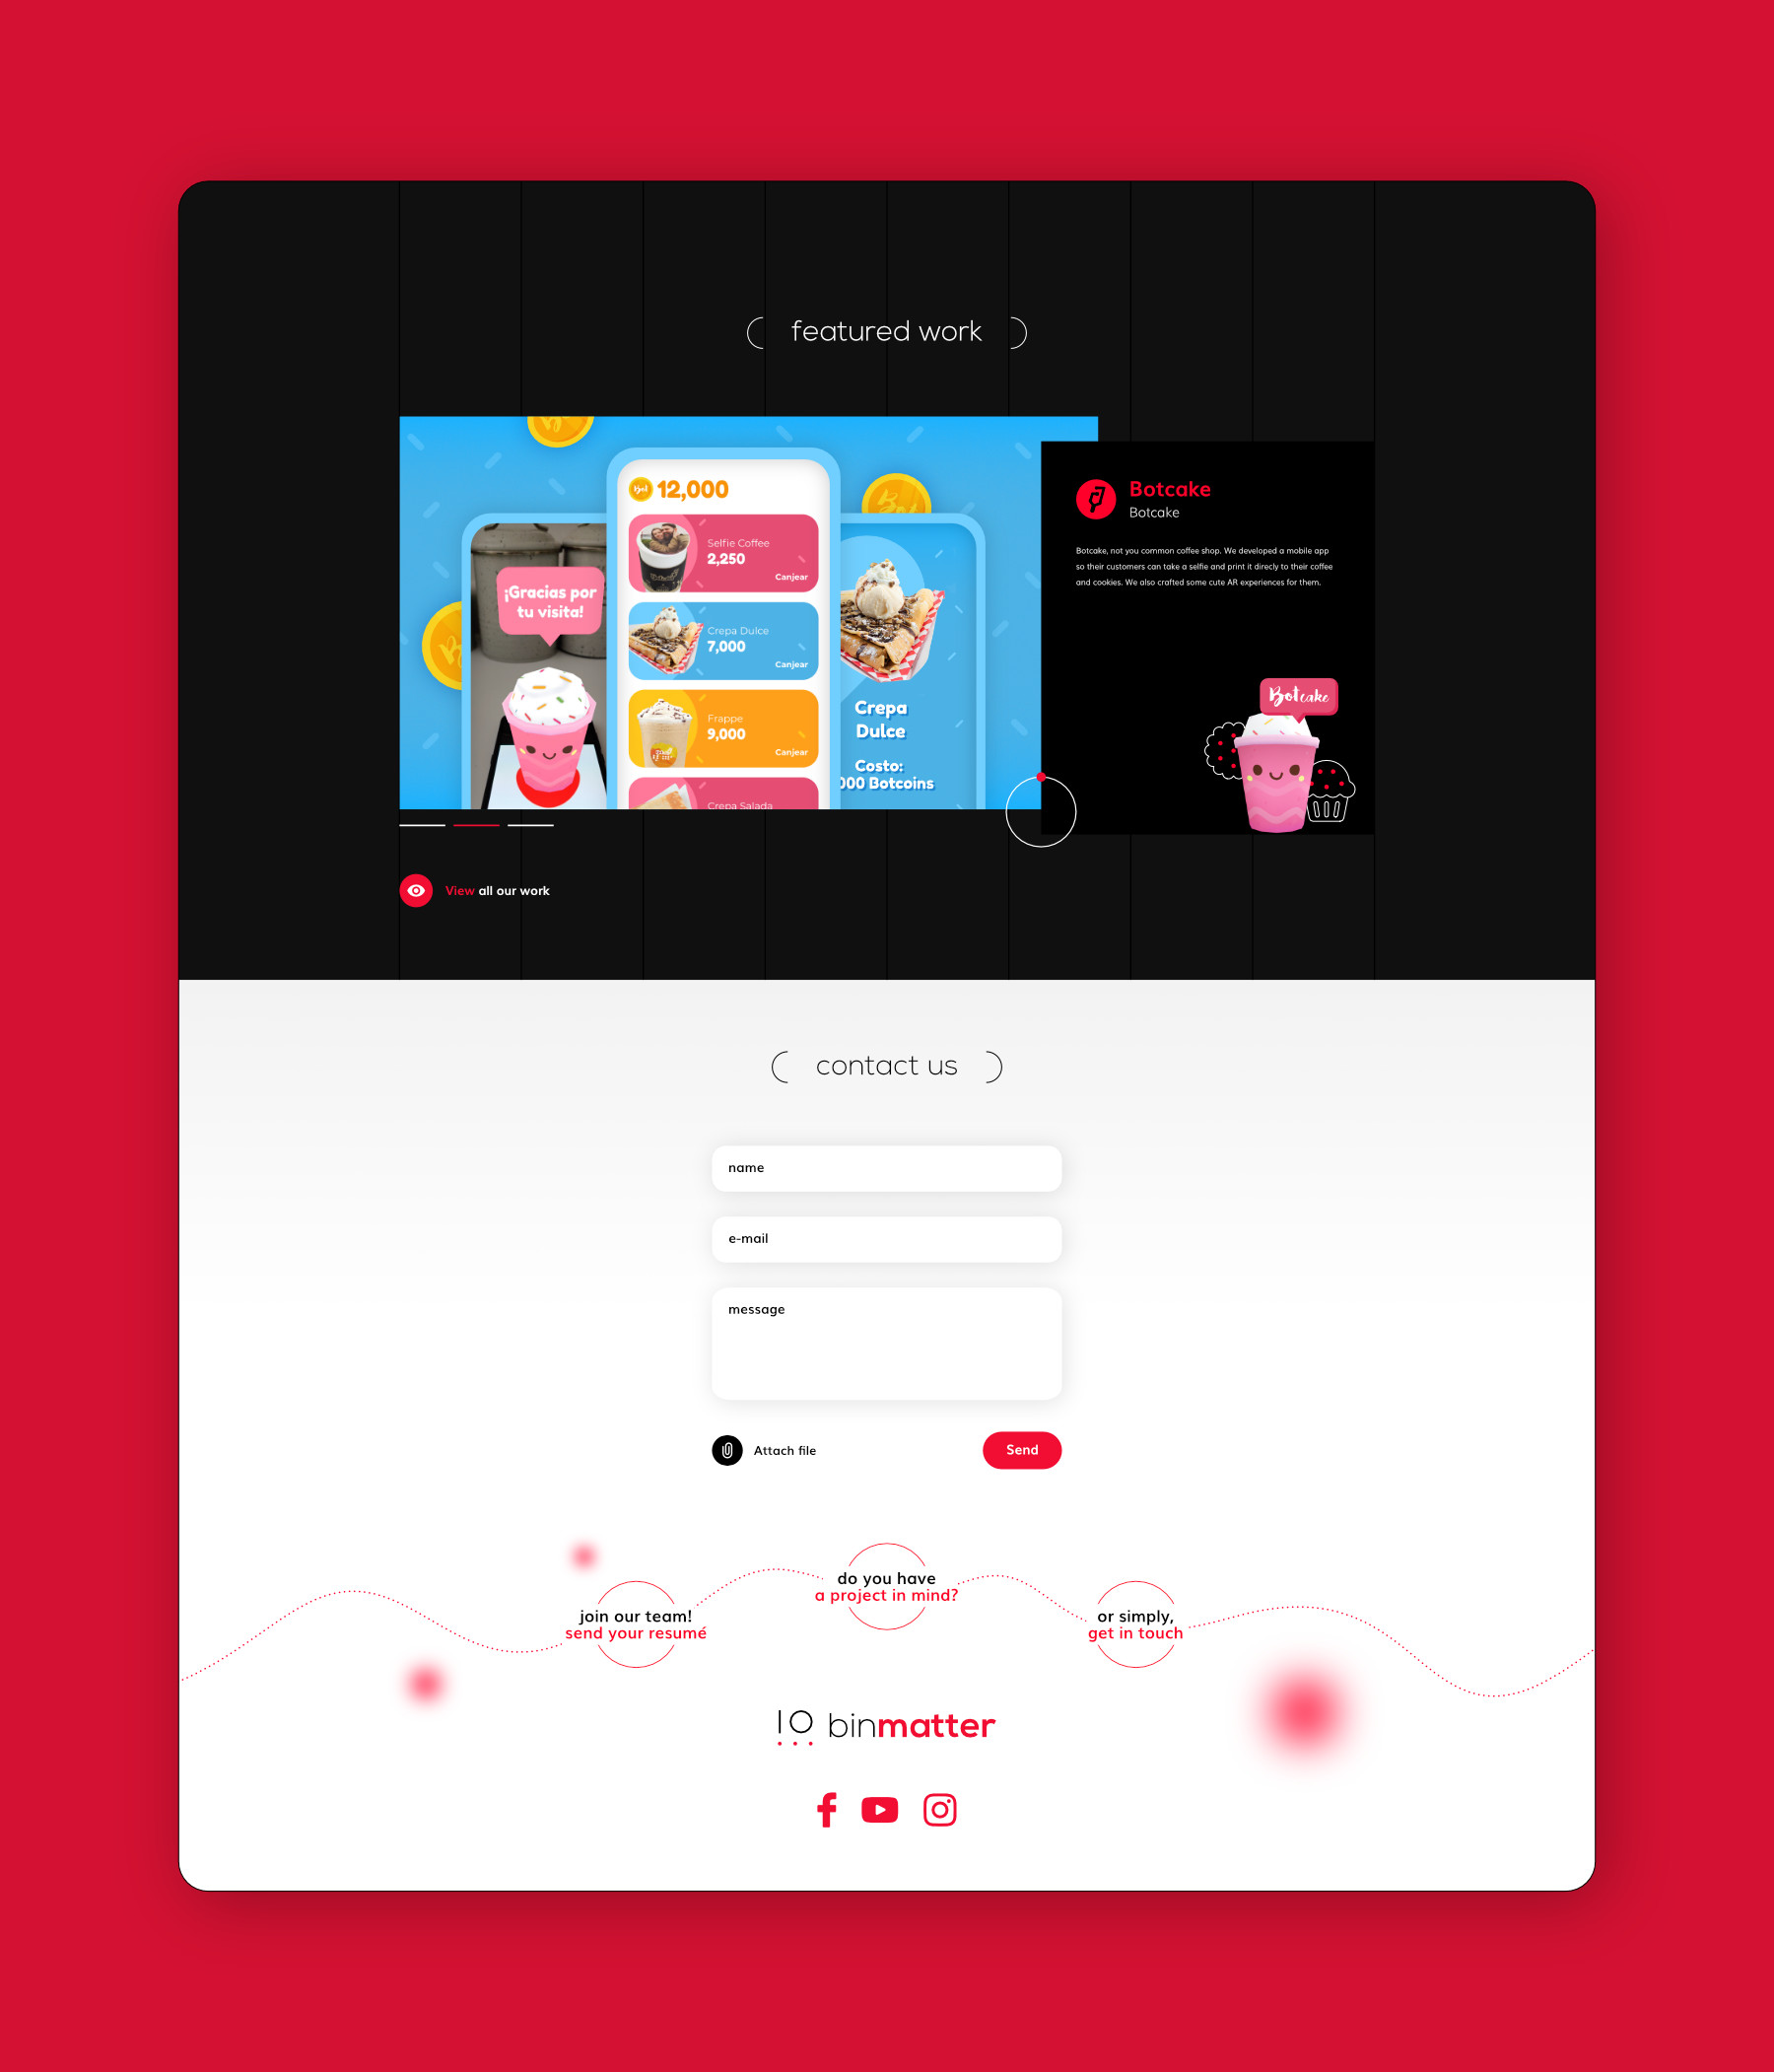 featured work
12,000
Selfie Coffee
2,250
Canjear
Crepa Dulce
7,000
Canjear
Frappe
9,000
Canjear
Crepa Salada
¡Gracias por
tu visita!
Crepa
Dulce
Costo:
000 Botcoins
Botcake
Botcake
Botcake, not you common coffee shop. We developed a mobile app
so their customers can take a selfie and print it direcly to their coffee
and cookies. We also crafted some cute AR experiences for them.
Botcake
View all our work
contact us
name
e-mail
message
Attach file
Send
join our team!
send your resumé
do you have
a project in mind?
or simply,
get in touch
binmatter